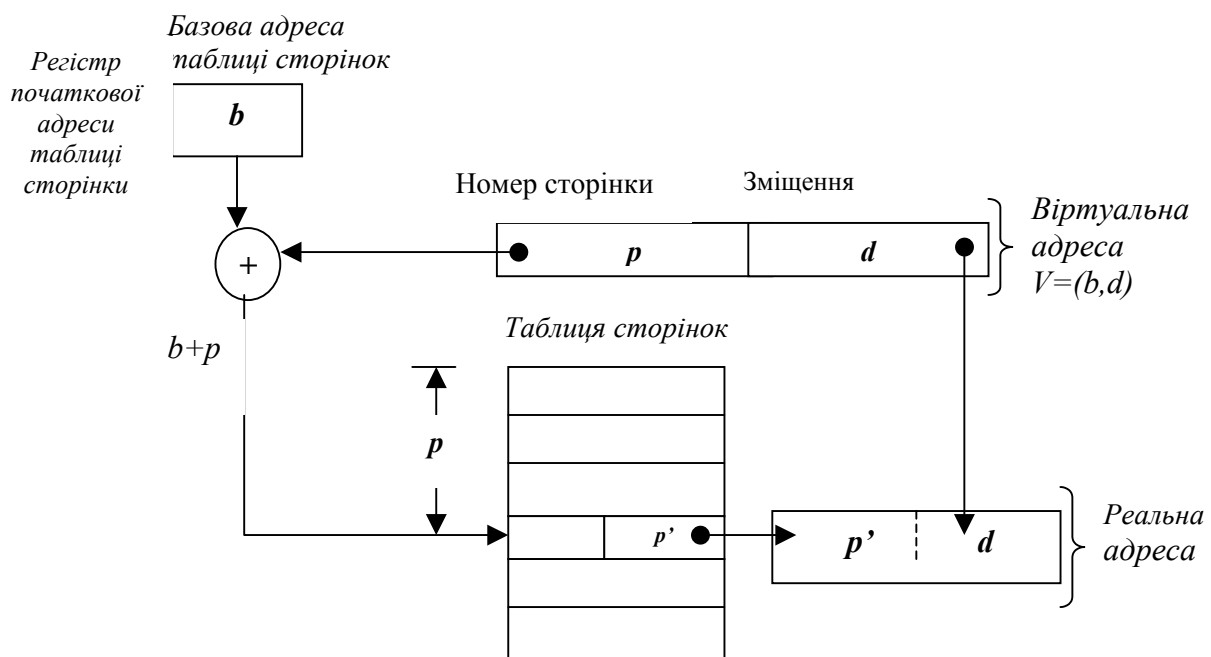 Базова адреса
таблиці сторінок
Регістр
початкової
адреси
таблиці
сторінки
b
Номер сторінки
Зміщення
+
p
d
Віртуальна
адреса
V=(b,d)
b+p
Таблиця сторінок
p
p’
p’
d
Реальна
адреса